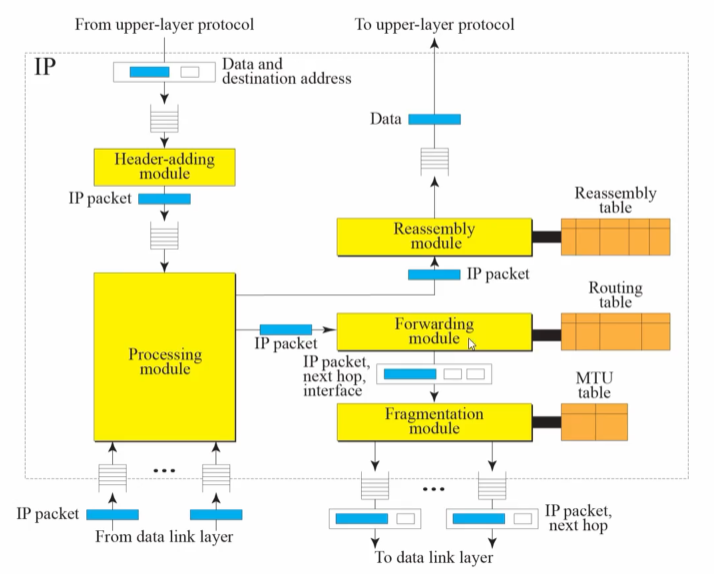 From upper-layer protocol
To upper-layer protocol
IP
Data and
destination address
Data
Header-adding
module
IP packet
Reassembly
table
Reassembly
module
IP packet
Routing
table
Forwarding
module
IP packet
Processing
module
IP packet,
next hop,
interface
MTU
table
Fragmentation
module
...
...
IP packet
From data link layer
IP packet,
next hop
To data link layer